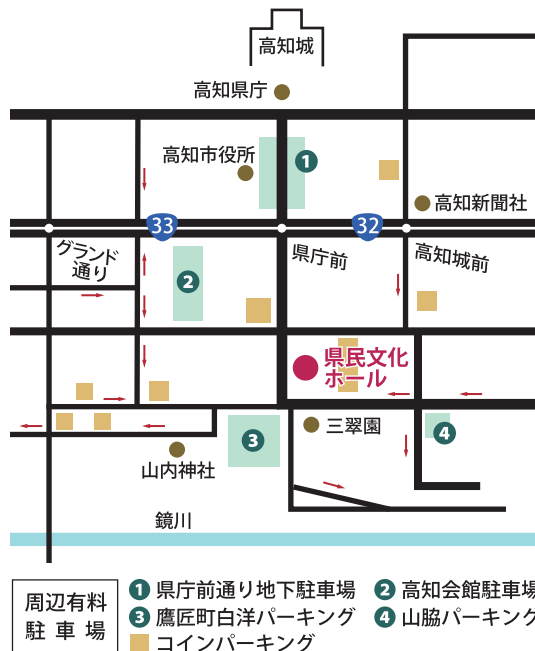 高知城
高知県庁
高知市役所
1
高知新聞社
33
32
グランド
通り
県庁前
高知城前
2
県民文化
ホール
3
三翠園
4
山内神社
鏡川
周辺有料
駐車場
1 県庁前通り地下駐車場
2 高知会館駐車場
3 鷹匠町白洋パーキング
4 山脇パーキング
コインパーキング